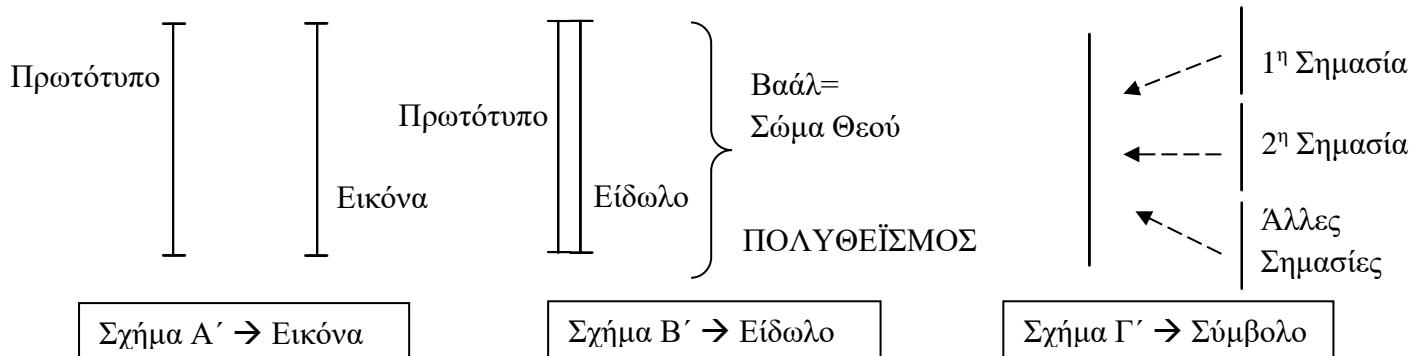 Πρωτότυπο
Εικόνα
Σχήμα Α΄ → Εικόνα
Πρωτότυπο
Είδωλο
Βαάλ=
Σώμα Θεού
ΠΟΛΥΘΕΪΣΜΟΣ
Σχήμα Β΄ → Είδωλο
1η Σημασία
2η Σημασία
Άλλες
Σημασίες
Σχήμα Γ΄ → Σύμβολο